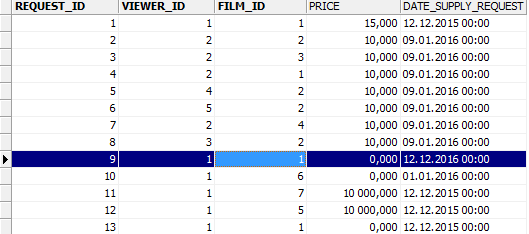 REQUEST_ID VIEWER_ID FILM_ID PRICE DATE_SUPPLY_REQUEST
1 1 1 15,000 12.12.2015 00:00
2 2 2 10,000 09.01.2016 00:00
3 2 3 10,000 09.01.2016 00:00
4 2 1 10,000 09.01.2016 00:00
5 4 2 10,000 09.01.2016 00:00
6 5 2 10,000 09.01.2016 00:00
7 2 4 10,000 09.01.2016 00:00
8 3 2 10,000 09.01.2016 00:00
9 1 1 0,000 12.12.2016 00:00
10 1 6 0,000 01.01.2016 00:00
11 1 7 10 000,000 12.12.2015 00:00
12 1 5 10 000,000 12.12.2015 00:00
13 1 1 0,000 12.12.2015 00:00